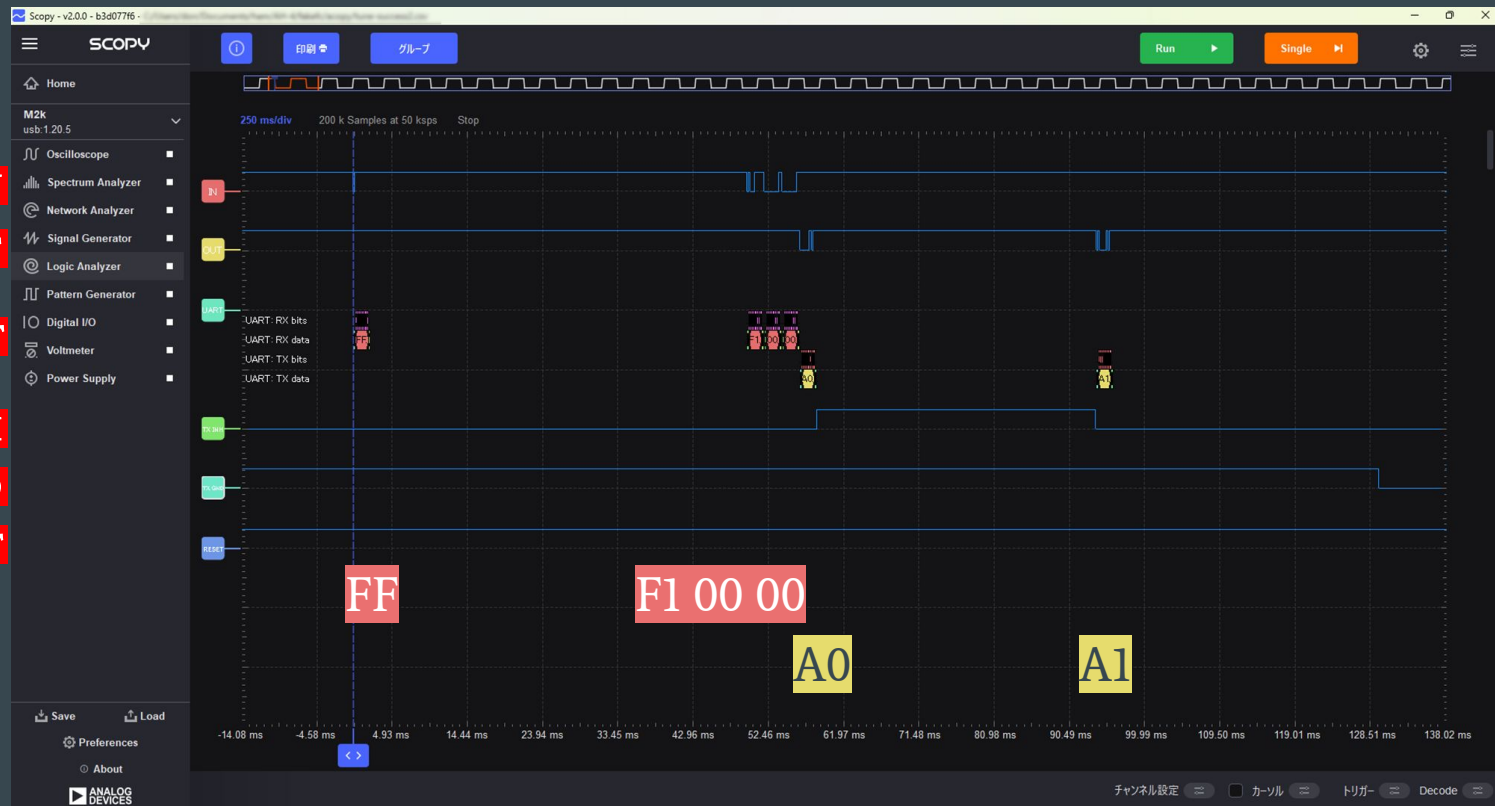 Scopy - v2.0.0 - b3d077f6 -
SCOPY
印刷
グループ
Run
Single
Home
M2k
usb:1.20.5
Oscilloscope
Spectrum Analyzer
Network Analyzer
Signal Generator
Logic Analyzer
Pattern Generator
Digital I/O
Voltmeter
Power Supply
250 ms/div 200 k Samples at 50 ksps Stop
IN
OUT
UART
UART: RX bits
UART: RX data
UART: TX bits
UART: TX data
FF
F1 00 00
A0
A1
TX INH
TX GND
RESET
FF
F1 00 00
A0
A1
-14.08 ms -4.58 ms 4.93 ms 14.44 ms 23.94 ms 33.45 ms 42.96 ms 52.46 ms 61.97 ms 71.48 ms 80.98 ms 90.49 ms 99.99 ms 109.50 ms 119.01 ms 128.51 ms 138.02 ms
Save
Load
Preferences
About
ANALOG
DEVICES
チャンネル設定
カーソル
トリガー
Decode